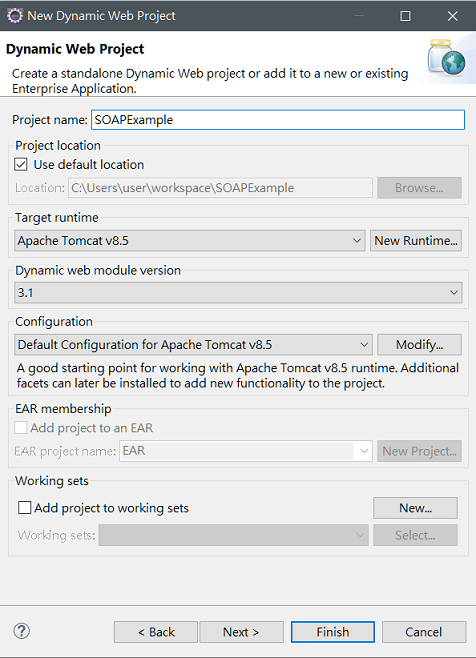 New Dynamic Web Project
Dynamic Web Project
Create a standalone Dynamic Web project or add it to a new or existing
Enterprise Application.
Project name: SOAPExample
Project location
Use default location
Location: C:\Users\user\workspace\SOAPExample Browse...
Target runtime
Apache Tomcat v8.5 New Runtime...
Dynamic web module version
3.1
Configuration
Default Configuration for Apache Tomcat v8.5 Modify...
A good starting point for working with Apache Tomcat v8.5 runtime. Additional
facets can later be installed to add new functionality to the project.
EAR membership
Add project to an EAR
EAR project name: EAR New Project...
Working sets
Add project to working sets New...
Working sets: Select...
? < Back Next > Finish Cancel